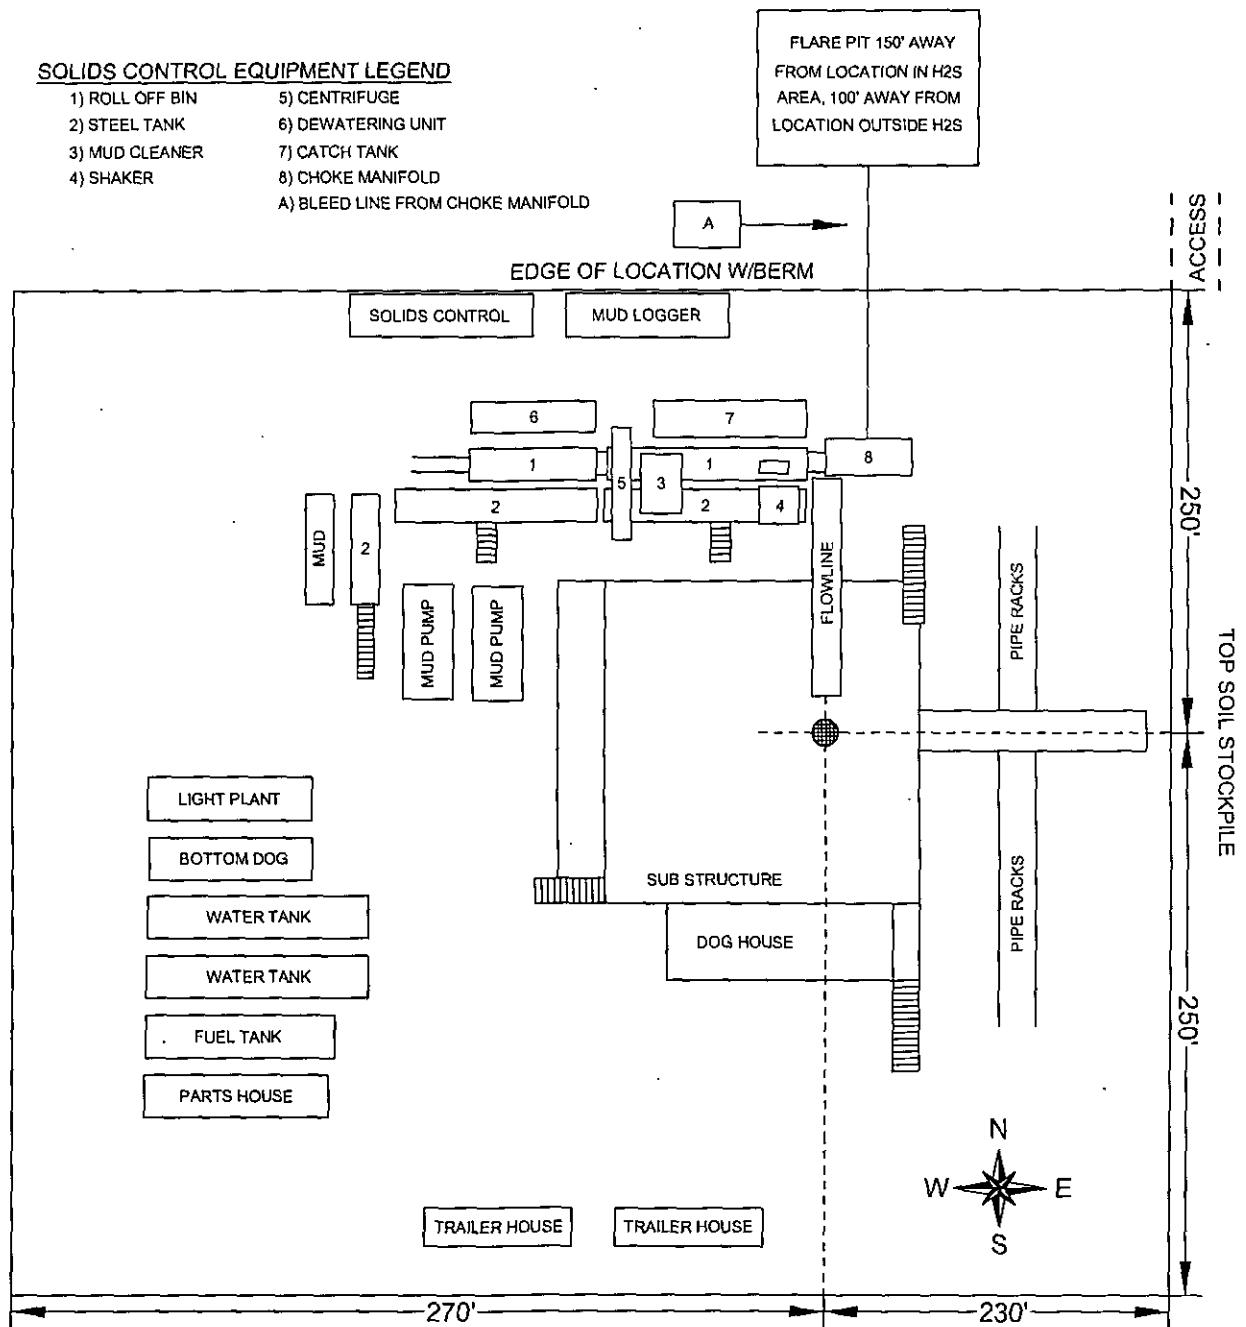 FLARE PIT 150' AWAY
FROM LOCATION IN H2S
AREA, 100' AWAY FROM
LOCATION OUTSIDE H2S
SOLIDS CONTROL EQUIPMENT LEGEND
1) ROLL OFF BIN
2) STEEL TANK
3) MUD CLEANER
4) SHAKER
5) CENTRIFUGE
6) DEWATERING UNIT
7) CATCH TANK
8) CHOKE MANIFOLD
A) BLEED LINE FROM CHOKE MANIFOLD
A
ACCESS
EDGE OF LOCATION W/BERM
SOLIDS CONTROL
MUD LOGGER
6
7
1
5
3
1
8
2
2
4
MUD
2
250'
MUD PUMP
MUD PUMP
FLOWLINE
PIPE RACKS
TOP SOIL STOCKPILE
LIGHT PLANT
BOTTOM DOG
WATER TANK
WATER TANK
FUEL TANK
PARTS HOUSE
SUB STRUCTURE
DOG HOUSE
PIPE RACKS
250'
N
W
E
S
TRAILER HOUSE
TRAILER HOUSE
270'
230'